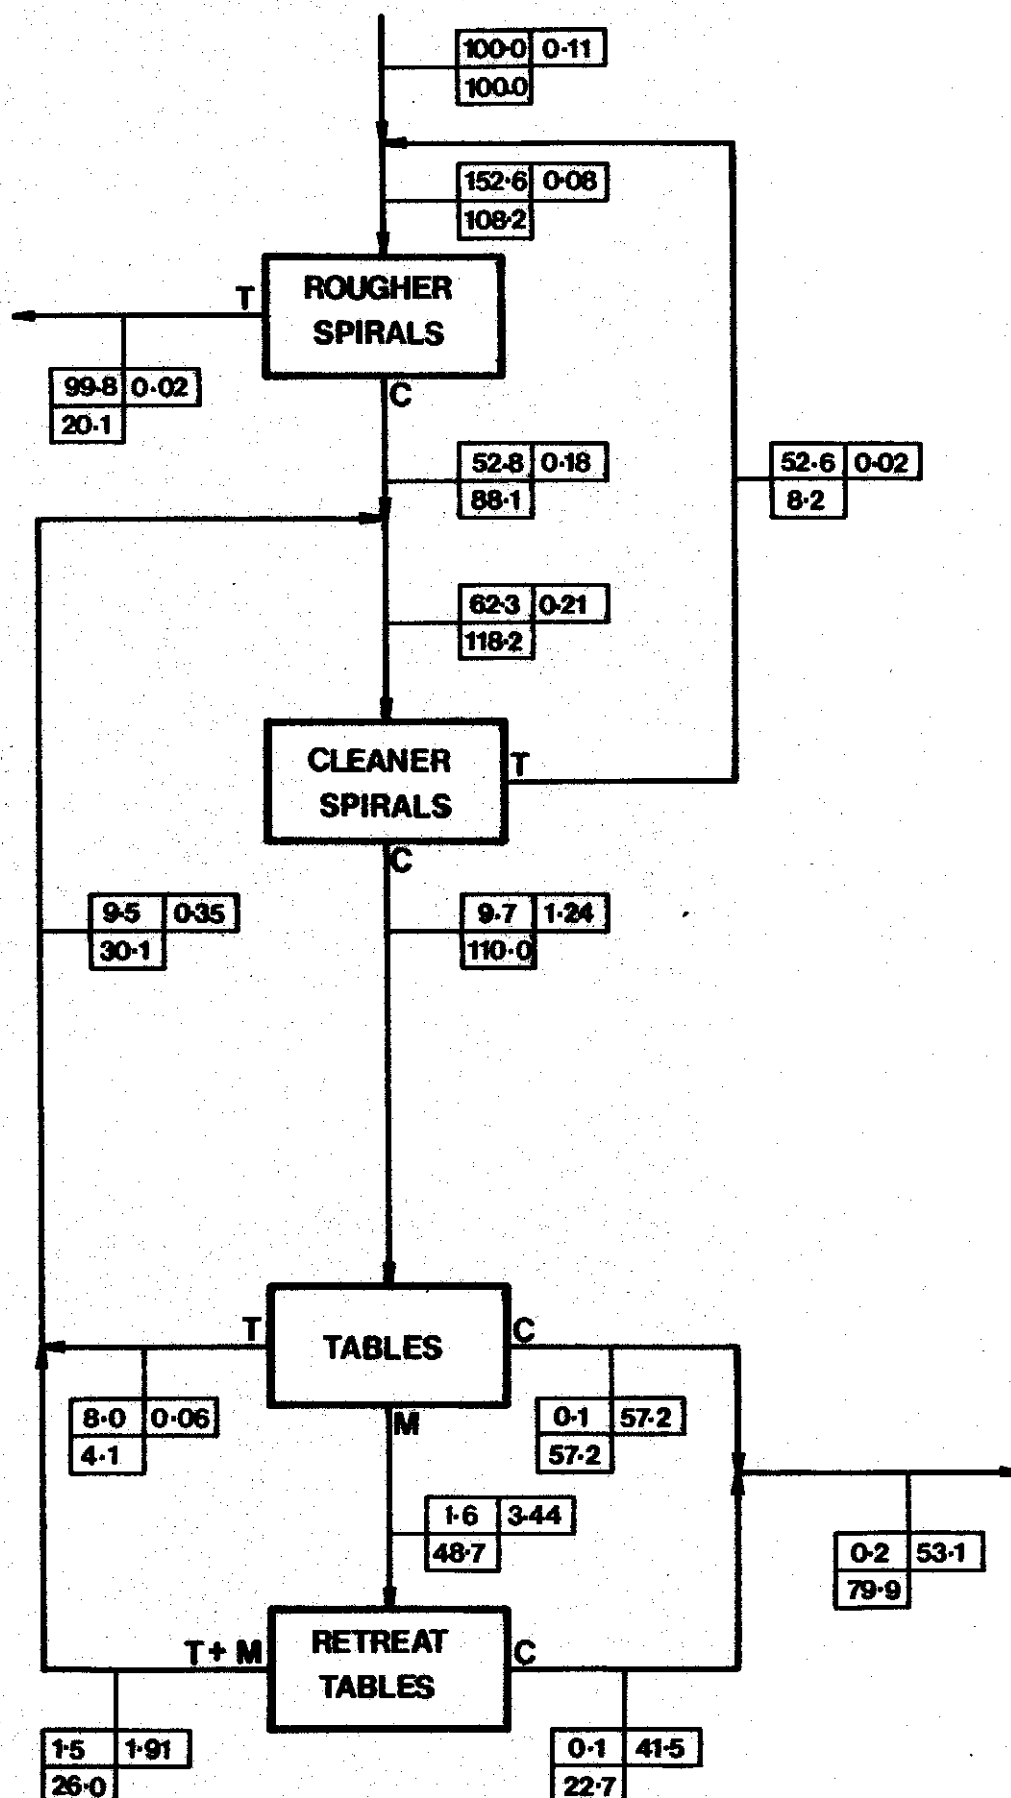 100·0 0·11
100.0
152·6 0·08
108·2
ROUGHER
SPIRALS
T
C
99·8 0·02
20·1
52·8 0·18
88·1
52·6 0·02
8·2
62·3 0·21
118·2
CLEANER
SPIRALS
T
C
9·5 0·35
30·1
9·7 1·24
110·0
T
TABLES
C
M
8·0 0·06
4·1
0·1 57·2
57·2
1·6 3·44
48·7
0·2 53·1
79·9
T+M
RETREAT
TABLES
C
1·5 1·91
26·0
0·1 41·5
22·7